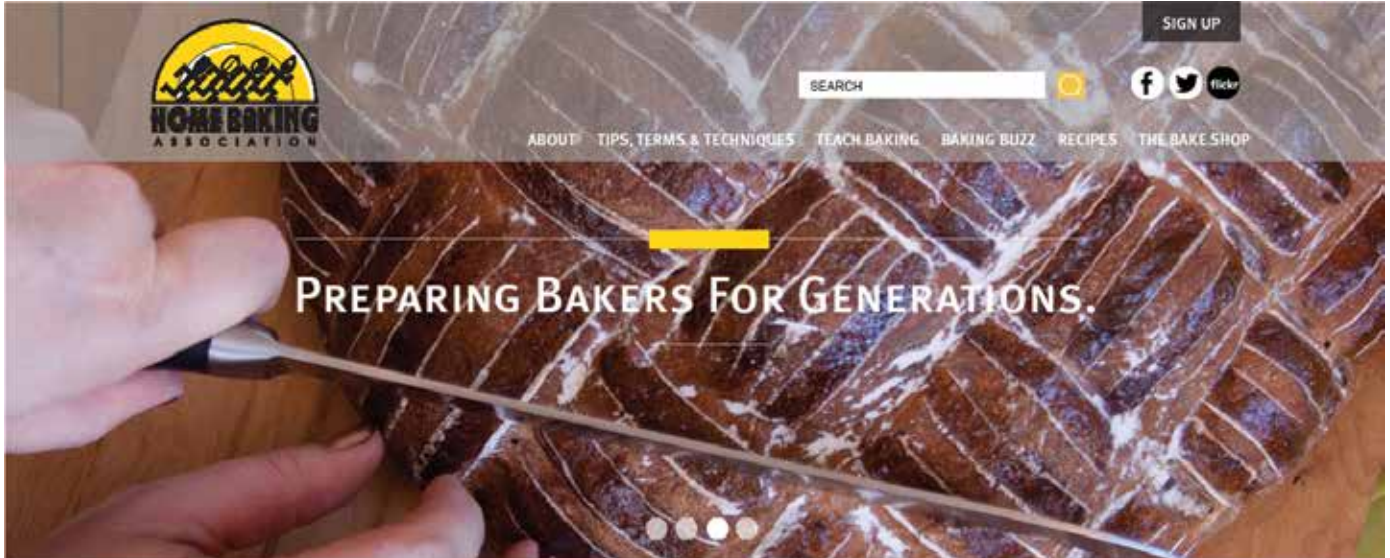 SIGN UP
HOME BAKING
ASSOCIATION
SEARCH
flickr
ABOUT TIPS, TERMS & TECHNIQUES TEACH BAKING BAKING BUZZ RECIPES THE BAKE SHOP
PREPARING BAKERS FOR GENERATIONS.